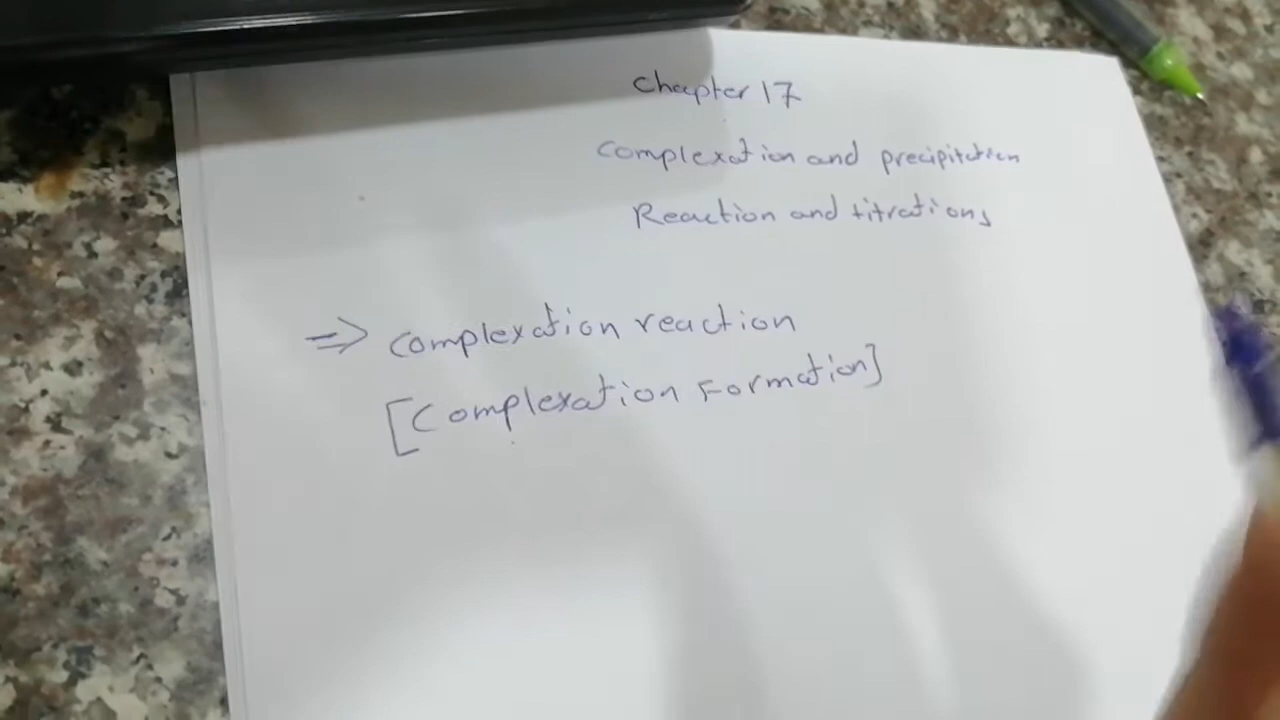 Chapter 17
Complexation and precipitation
Reaction and titrations
⇒ complexation reaction
[Complexation Formation]